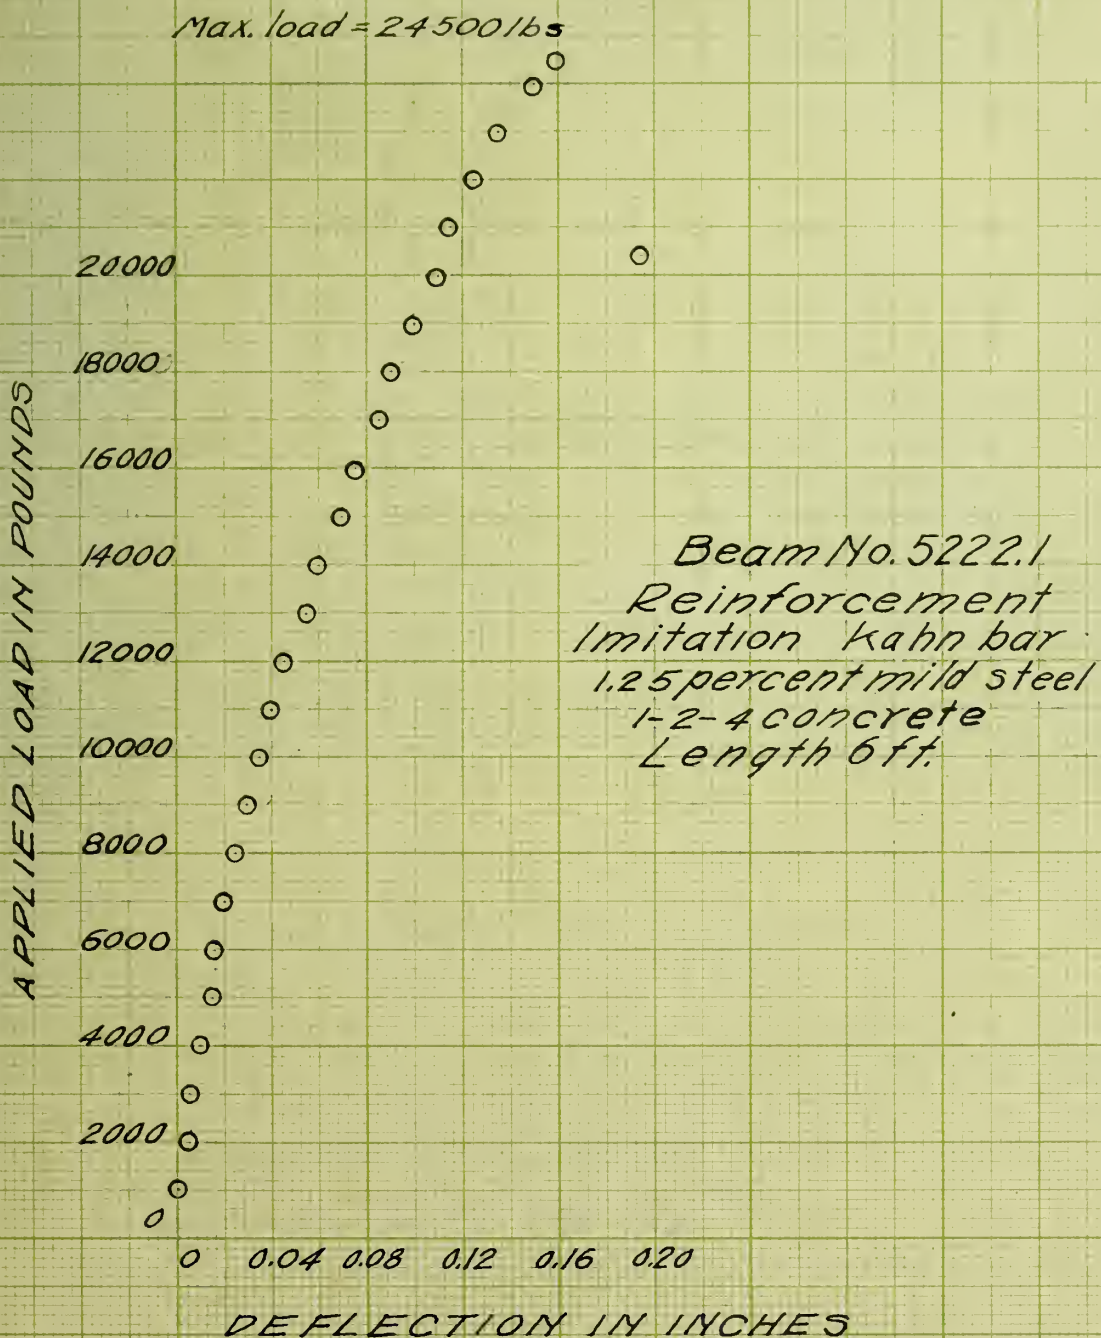 Max. load = 24500 lbs
20000
18000
16000
14000
12000
10000
8000
6000
4000
2000
0
APPLIED LOAD IN POUNDS
Beam No. 5222.1
Reinforcement
Imitation Kahn bar
1.25 percent mild steel
1-2-4 concrete
Length 6 ft.
0 0.04 0.08 0.12 0.16 0.20
DEFLECTION IN INCHES